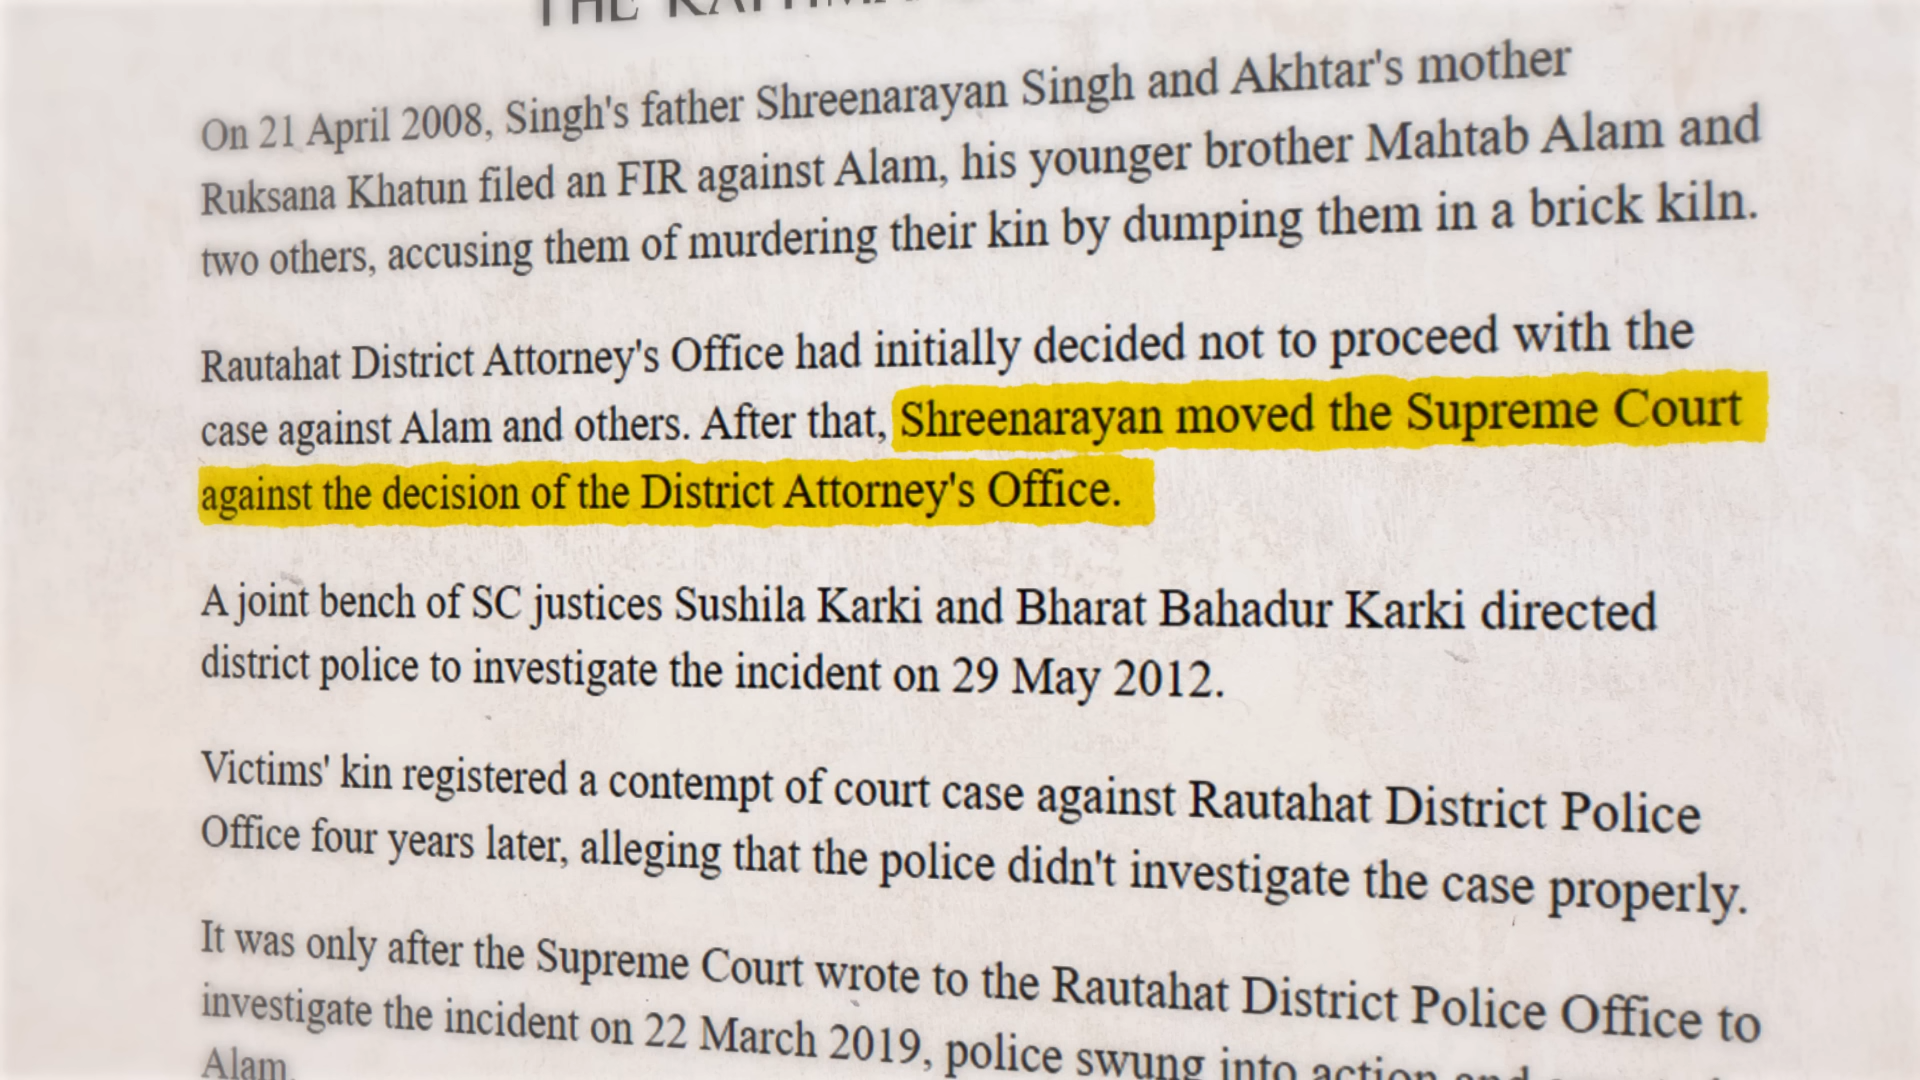 THE
On 21 April 2008, Singh's father Shreenarayan Singh and Akhtar's mother
Ruksana Khatun filed an FIR against Alam, his younger brother Mahtab Alam and
two others, accusing them of murdering their kin by dumping them in a brick kiln.
Rautahat District Attorney's Office had initially decided not to proceed with the
case against Alam and others. After that, Shreenarayan moved the Supreme Court
against the decision of the District Attorney's Office.
A joint bench of SC justices Sushila Karki and Bharat Bahadur Karki directed
district police to investigate the incident on 29 May 2012.
Victims' kin registered a contempt of court case against Rautahat District Police
Office four years later, alleging that the police didn't investigate the case properly.
It was only after the Supreme Court wrote to the Rautahat District Police Office to
investigate the incident on 22 March 2019, police swung into action and
Alam.